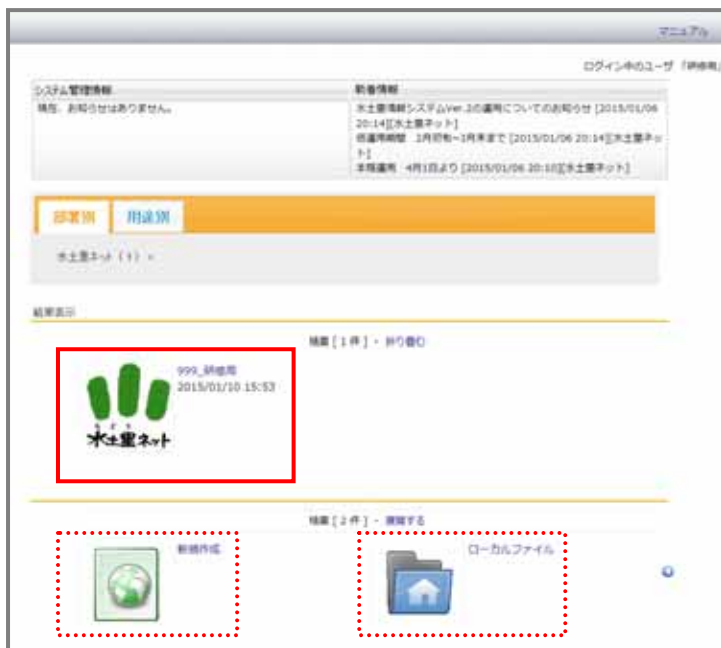 マニュアル
ログイン中のユーザ 「研修用」
システム管理情報
現在、お知らせはありません。
新着情報
水土里情報システムVer.2の運用についてのお知らせ [2015/01/06
20:14][水土里ネット]
仮運用期間 1月初旬~3月末まで [2015/01/06 20:14][水土里ネッ
ト]
本格運用 4月1日より [2015/01/06 20:10][水土里ネット]
部署別 用途別
水土里ネット (1)
結果表示
検索 [ 1 件 ] - 折り畳む
999_研修用
2015/01/10 15:53
みどり
水土里ネット
検索 [ 2 件 ] - 展開する
新規作成
ローカルファイル